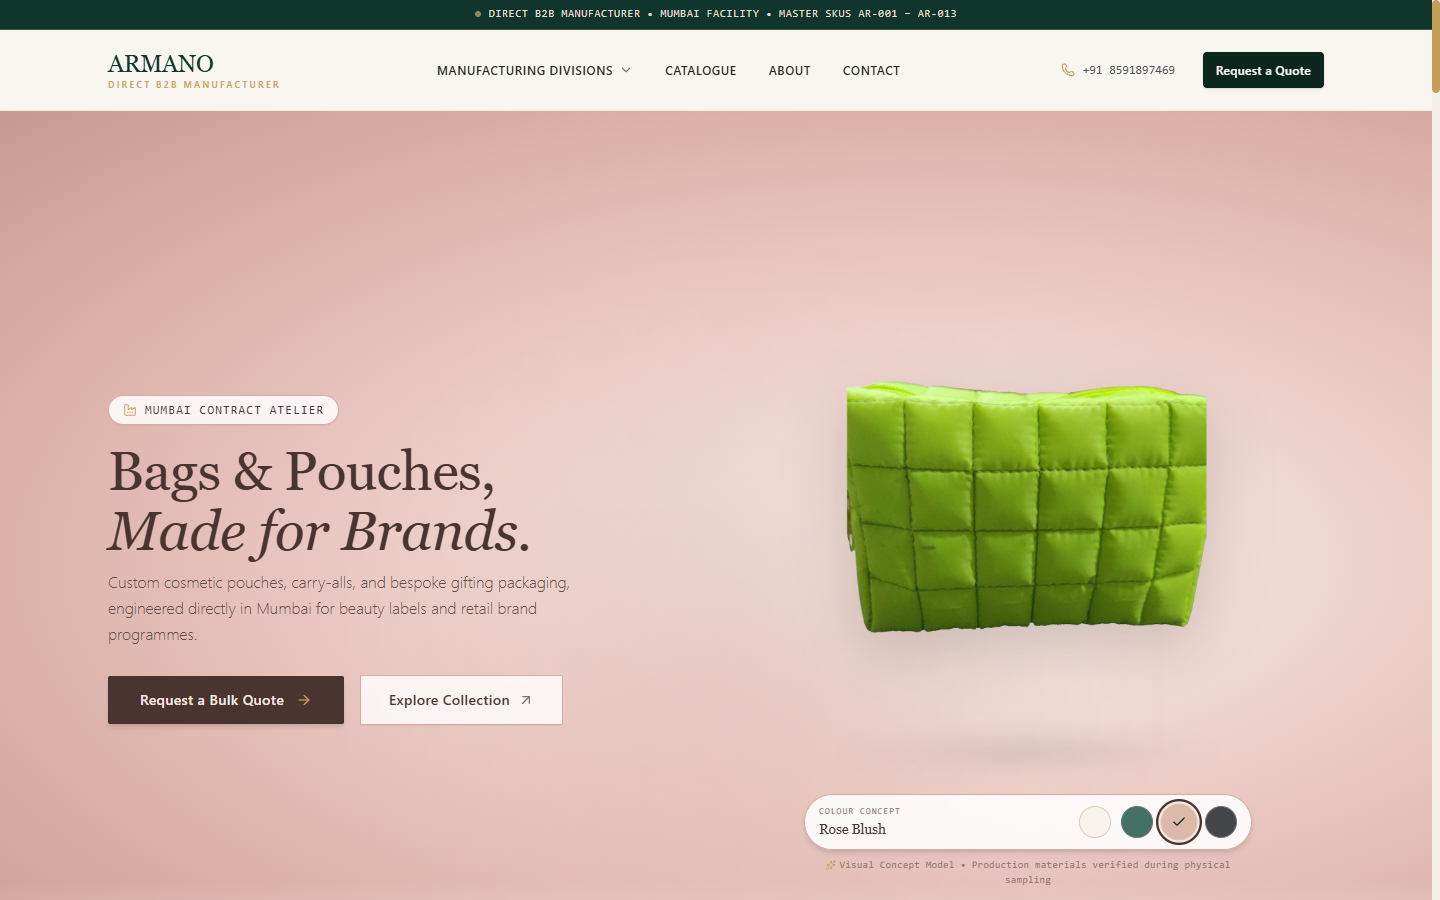 DIRECT B2B MANUFACTURER • MUMBAI FACILITY • MASTER SKUS AR-001 – AR-013
ARMANO
DIRECT B2B MANUFACTURER
MANUFACTURING DIVISIONS
CATALOGUE
ABOUT
CONTACT
+91 8591897469
Request a Quote
MUMBAI CONTRACT ATELIER
Bags & Pouches,
Made for Brands.
Custom cosmetic pouches, carry-alls, and bespoke gifting packaging,
engineered directly in Mumbai for beauty labels and retail brand
programmes.
Request a Bulk Quote
Explore Collection
COLOUR CONCEPT
Rose Blush
Visual Concept Model • Production materials verified during physical
sampling